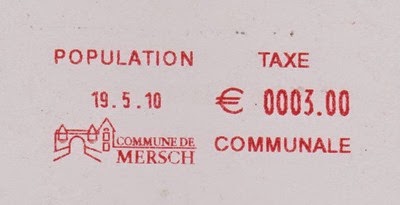 POPULATION TAXE
19.5.10 € 0003.00
COMMUNE DE
MERSCH COMMUNALE